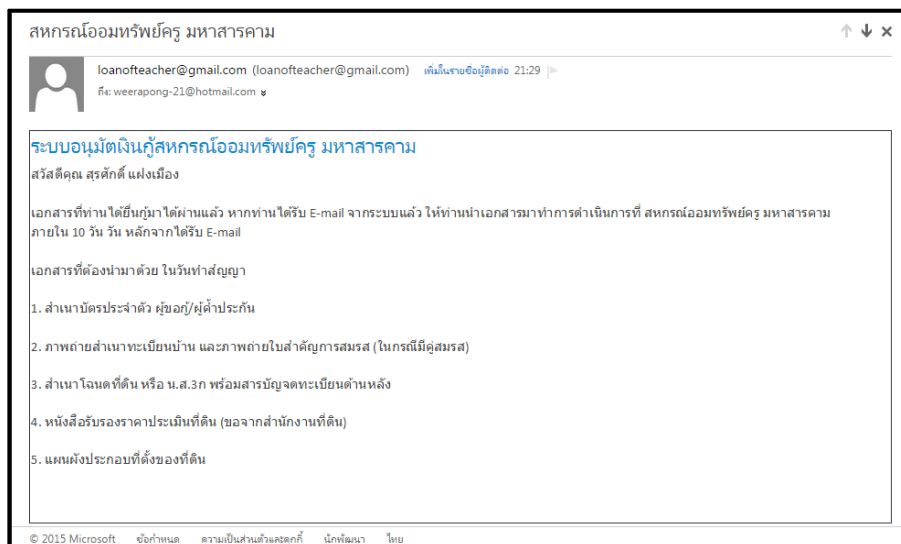 สหกรณ์ออมทรัพย์ครู มหาสารคาม
loanofteacher@gmail.com (loanofteacher@gmail.com) เพิ่มในรายชื่อผู้ติดต่อ 21:29
ถึง: weerapong-21@hotmail.com
ระบบอนุมัตเงินกู้สหกรณ์ออมทรัพย์ครู มหาสารคาม
สวัสดีคุณ สุรศักดิ์ แฝงเมือง
เอกสารที่ท่านได้ยื่นกู้มาได้ผ่านแล้ว หากท่านได้รับ E-mail จากระบบแล้ว ให้ท่านนำเอกสารมาทำการดำเนินการที่ สหกรณ์ออมทรัพย์ครู มหาสารคาม
ภายใน 10 วัน วัน หลักจากได้รับ E-mail
เอกสารที่ต้องนำมาด้วย ในวันทำสํญญา
1. สำเนาบัตรประจำตัว ผู้ขอกู้/ผู้ค้ำประกัน
2. ภาพถ่ายสำเนาทะเบียนบ้าน และภาพถ่ายใบสำคัญการสมรส (ในกรณีมีคู่สมรส)
3. สำเนาโฉนดที่ดิน หรือ น.ส.3ก พร้อมสารบัญจดทะเบียนด้านหลัง
4. หนังสือรับรองราคาประเมินที่ดิน (ขอจากสำนักงานที่ดิน)
5. แผนผังประกอบที่ตั้งของที่ดิน
© 2015 Microsoft ข้อกำหนด ความเป็นส่วนตัวและคุกกี้ นักพัฒนา ไทย